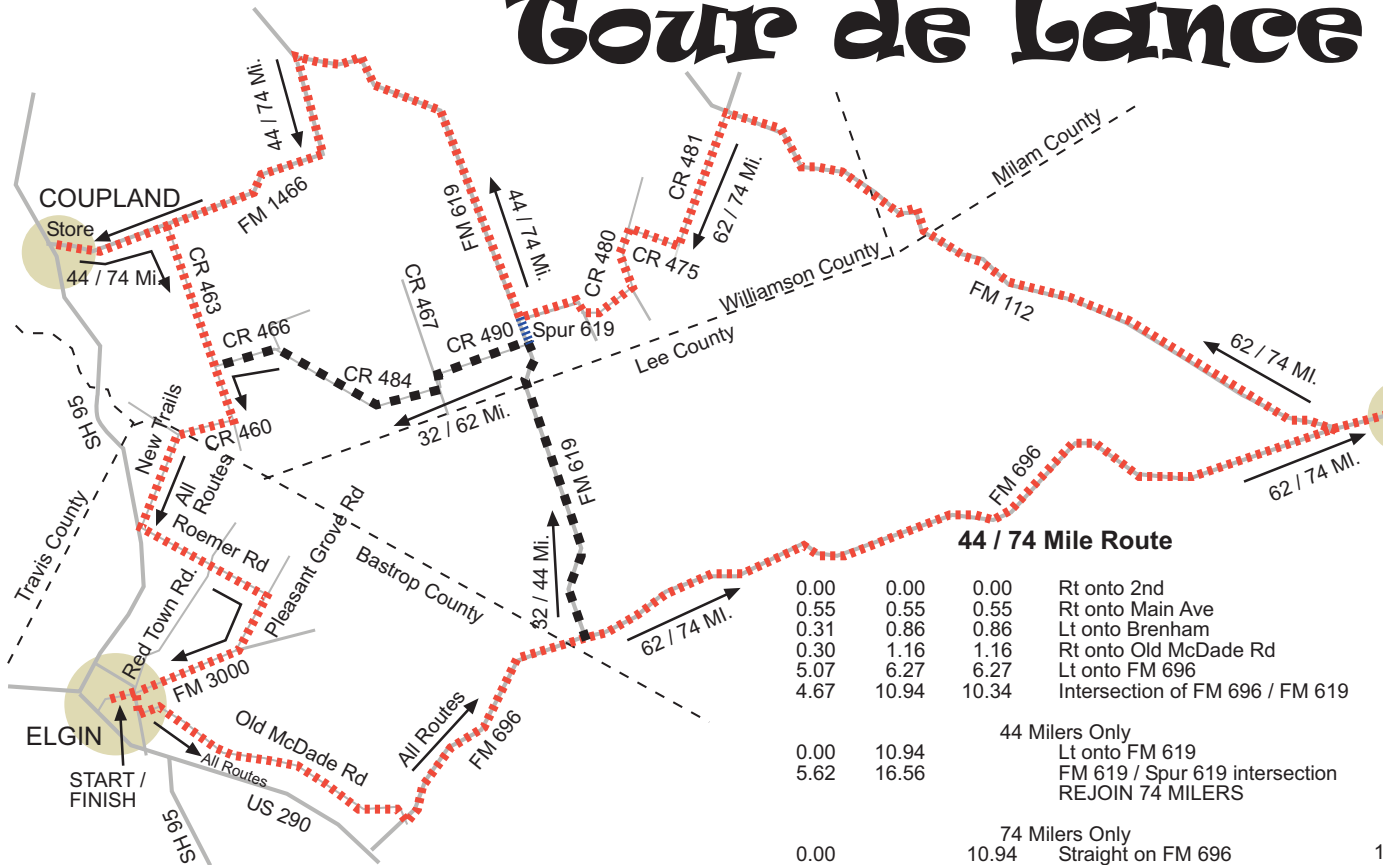 Tour de Lance
44 / 74 Mi.
COUPLAND
Store
FM 1466
44 / 74 Mi.
CR 463
FM 619
44 / 74 Mi.
CR 481
62 / 74 Mi.
CR 480
CR 475
Milam County
Williamson County
Lee County
FM 112
62 / 74 MI.
CR 466
CR 467
CR 490
Spur 619
CR 484
32 / 62 Mi.
SH 95
New Trails
CR 460
All
Routes
Travis County
Roemer Rd
Red Town Rd.
Pleasant Grove Rd
Bastrop County
FM 619
32 / 44 Mi.
62 / 74 MI.
FM 696
62 / 74 MI.
FM 3000
ELGIN
START /
FINISH
Old McDade Rd
All Routes
US 290
SH 95
All Routes
FM 696
44 / 74 Mile Route
0.00 0.00 0.00 Rt onto 2nd
0.55 0.55 0.55 Rt onto Main Ave
0.31 0.86 0.86 Lt onto Brenham
0.30 1.16 1.16 Rt onto Old McDade Rd
5.07 6.27 6.27 Lt onto FM 696
4.67 10.94 10.34 Intersection of FM 696 / FM 619
44 Milers Only
0.00 10.94 Lt onto FM 619
5.62 16.56 FM 619 / Spur 619 intersection
REJOIN 74 MILERS
74 Milers Only
0.00 10.94 Straight on FM 696 1